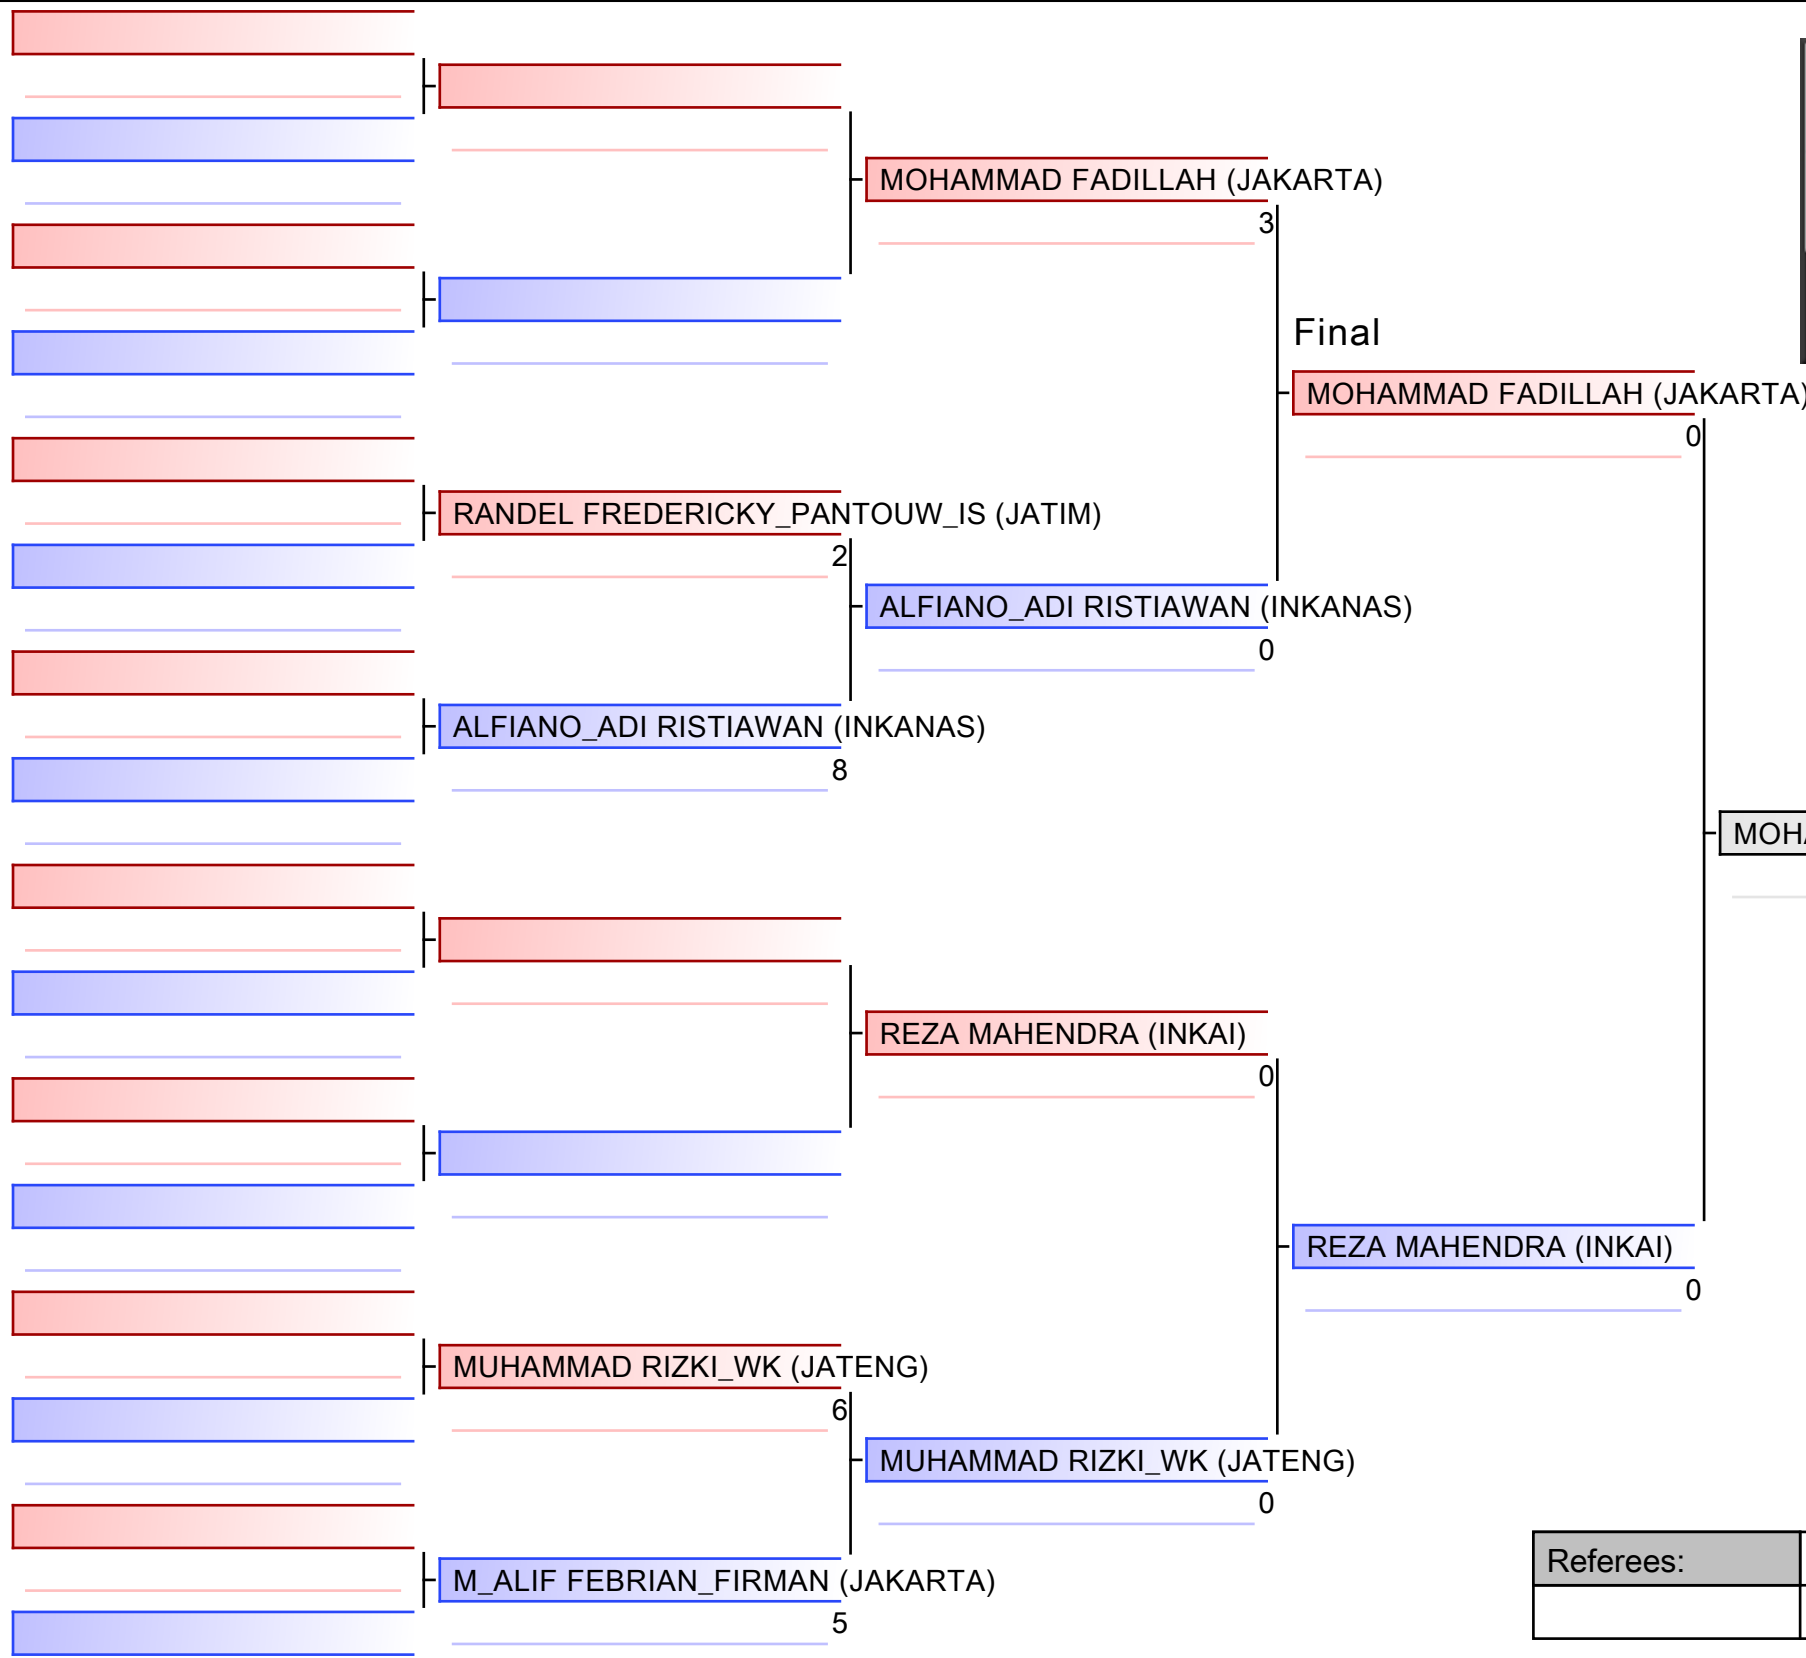 MOHAMMAD FADILLAH (JAKARTA)
3
Final
MOHAMMAD FADILLAH (JAKARTA)
0
RANDEL FREDERICKY_PANTOUW_IS (JATIM)
2
ALFIANO_ADI RISTIAWAN (INKANAS)
0
ALFIANO_ADI RISTIAWAN (INKANAS)
8
REZA MAHENDRA (INKAI)
0
REZA MAHENDRA (INKAI)
0
MUHAMMAD RIZKI_WK (JATENG)
6
MUHAMMAD RIZKI_WK (JATENG)
0
M_ALIF FEBRIAN_FIRMAN (JAKARTA)
5
Referees: